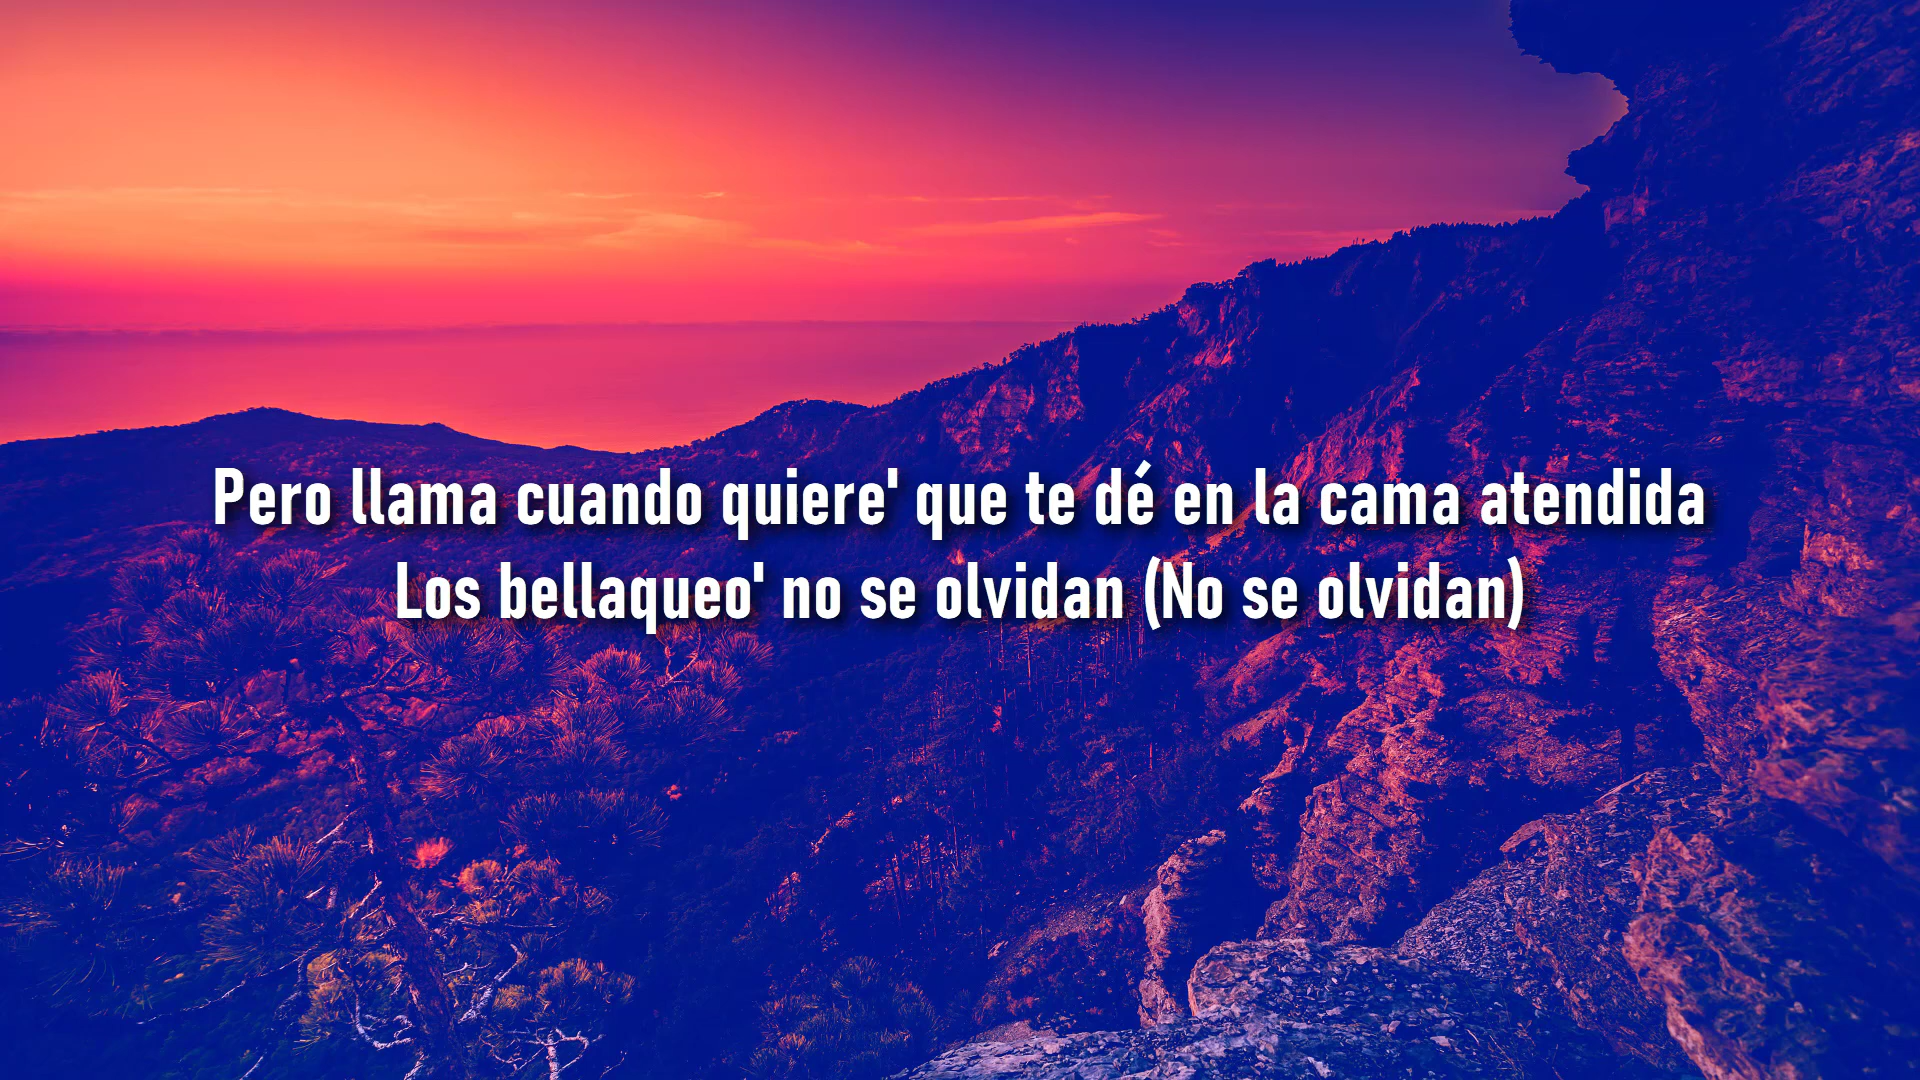 Pero llama cuando quiere' que te dé en la cama atendida
Los bellaqueo' no se olvidan (No se olvidan)